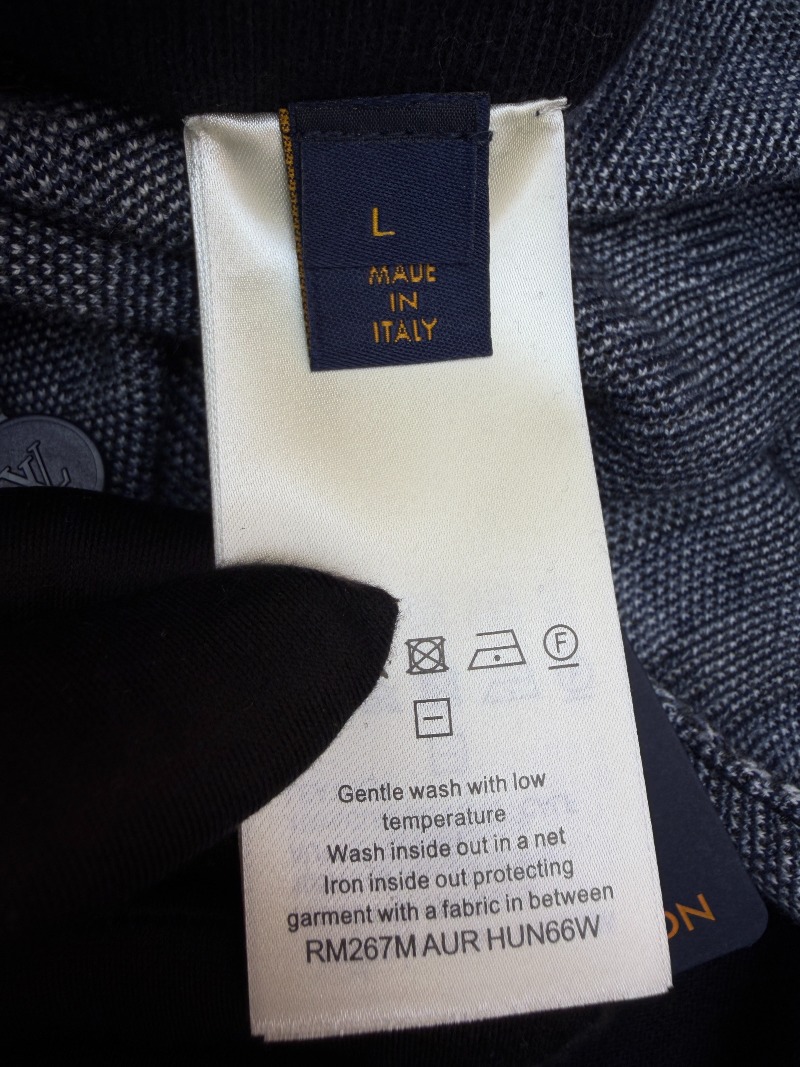 L
MADE
IN
ITALY
F
Gentle wash with low
temperature
Wash inside out in a net
Iron inside out protecting
garment with a fabric in between
RM267M AUR HUN66W
ON